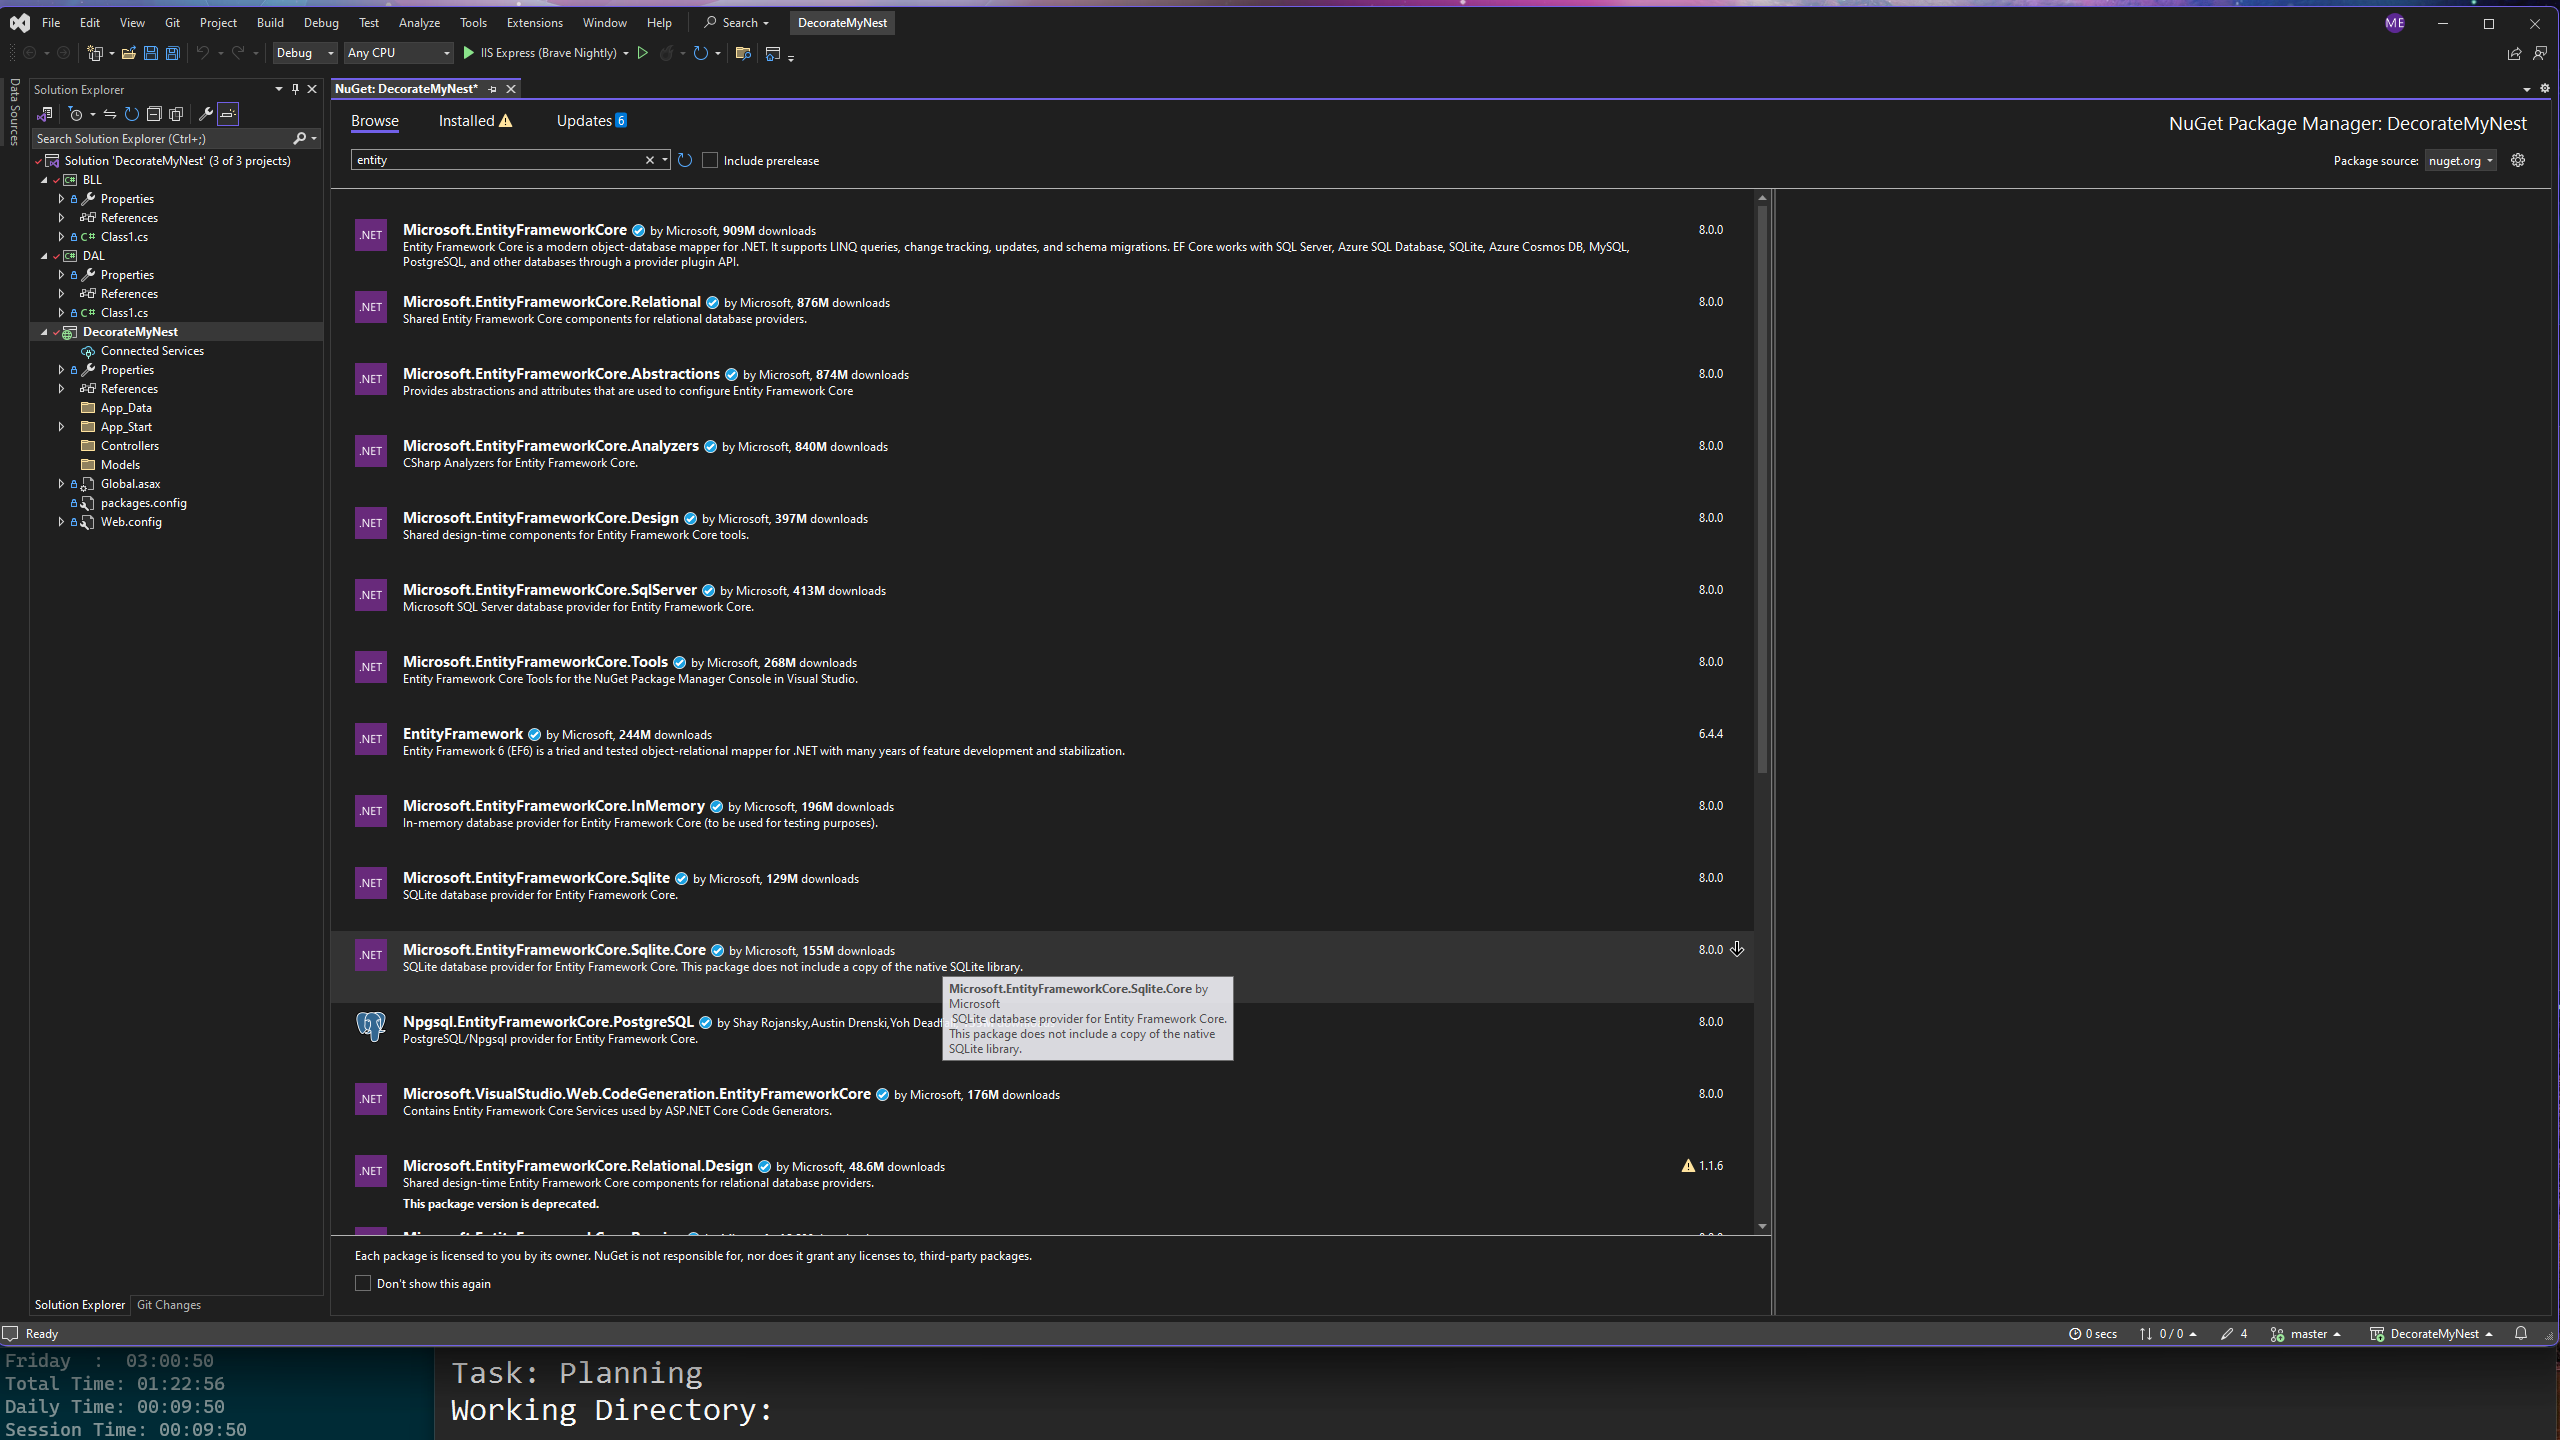 File Edit View Git Project Build Debug Test Analyze Tools Extensions Window Help Search DecorateMyNest ME
Debug Any CPU IIS Express (Brave Nightly)
Data Sources
Solution Explorer
Search Solution Explorer (Ctrl+;)
Solution 'DecorateMyNest' (3 of 3 projects)
BLL
Properties
References
C# Class1.cs
DAL
Properties
References
C# Class1.cs
DecorateMyNest
Connected Services
Properties
References
App_Data
App_Start
Controllers
Models
Global.asax
packages.config
Web.config
Solution Explorer Git Changes
NuGet: DecorateMyNest*
Browse Installed Updates 6
NuGet Package Manager: DecorateMyNest
entity Include prerelease
Package source: nuget.org
.NET Microsoft.EntityFrameworkCore by Microsoft, 909M downloads 8.0.0
Entity Framework Core is a modern object-database mapper for .NET. It supports LINQ queries, change tracking, updates, and schema migrations. EF Core works with SQL Server, Azure SQL Database, SQLite, Azure Cosmos DB, MySQL,
PostgreSQL, and other databases through a provider plugin API.
.NET Microsoft.EntityFrameworkCore.Relational by Microsoft, 876M downloads 8.0.0
Shared Entity Framework Core components for relational database providers.
.NET Microsoft.EntityFrameworkCore.Abstractions by Microsoft, 874M downloads 8.0.0
Provides abstractions and attributes that are used to configure Entity Framework Core
.NET Microsoft.EntityFrameworkCore.Analyzers by Microsoft, 840M downloads 8.0.0
CSharp Analyzers for Entity Framework Core.
.NET Microsoft.EntityFrameworkCore.Design by Microsoft, 397M downloads 8.0.0
Shared design-time components for Entity Framework Core tools.
.NET Microsoft.EntityFrameworkCore.SqlServer by Microsoft, 413M downloads 8.0.0
Microsoft SQL Server database provider for Entity Framework Core.
.NET Microsoft.EntityFrameworkCore.Tools by Microsoft, 268M downloads 8.0.0
Entity Framework Core Tools for the NuGet Package Manager Console in Visual Studio.
.NET EntityFramework by Microsoft, 244M downloads 6.4.4
Entity Framework 6 (EF6) is a tried and tested object-relational mapper for .NET with many years of feature development and stabilization.
.NET Microsoft.EntityFrameworkCore.InMemory by Microsoft, 196M downloads 8.0.0
In-memory database provider for Entity Framework Core (to be used for testing purposes).
.NET Microsoft.EntityFrameworkCore.Sqlite by Microsoft, 129M downloads 8.0.0
SQLite database provider for Entity Framework Core.
.NET Microsoft.EntityFrameworkCore.Sqlite.Core by Microsoft, 155M downloads 8.0.0
SQLite database provider for Entity Framework Core. This package does not include a copy of the native SQLite library.
Microsoft.EntityFrameworkCore.Sqlite.Core by
Microsoft
SQLite database provider for Entity Framework Core.
This package does not include a copy of the native
SQLite library.
Npgsql.EntityFrameworkCore.PostgreSQL by Shay Rojansky,Austin Drenski,Yoh 8.0.0
PostgreSQL/Npgsql provider for Entity Framework Core.
.NET Microsoft.VisualStudio.Web.CodeGeneration.EntityFrameworkCore by Microsoft, 176M downloads 8.0.0
Contains Entity Framework Core Services used by ASP.NET Core Code Generators.
.NET Microsoft.EntityFrameworkCore.Relational.Design by Microsoft, 48.6M downloads 1.1.6
Shared design-time Entity Framework Core components for relational database providers.
This package version is deprecated.
Each package is licensed to you by its owner. NuGet is not responsible for, nor does it grant any licenses to, third-party packages.
Don't show this again
Ready 0 secs 0 / 0 4 master DecorateMyNest
Friday : 03:00:50
Total Time: 01:22:56
Daily Time: 00:09:50
Session Time: 00:09:50
Task: Planning
Working Directory: